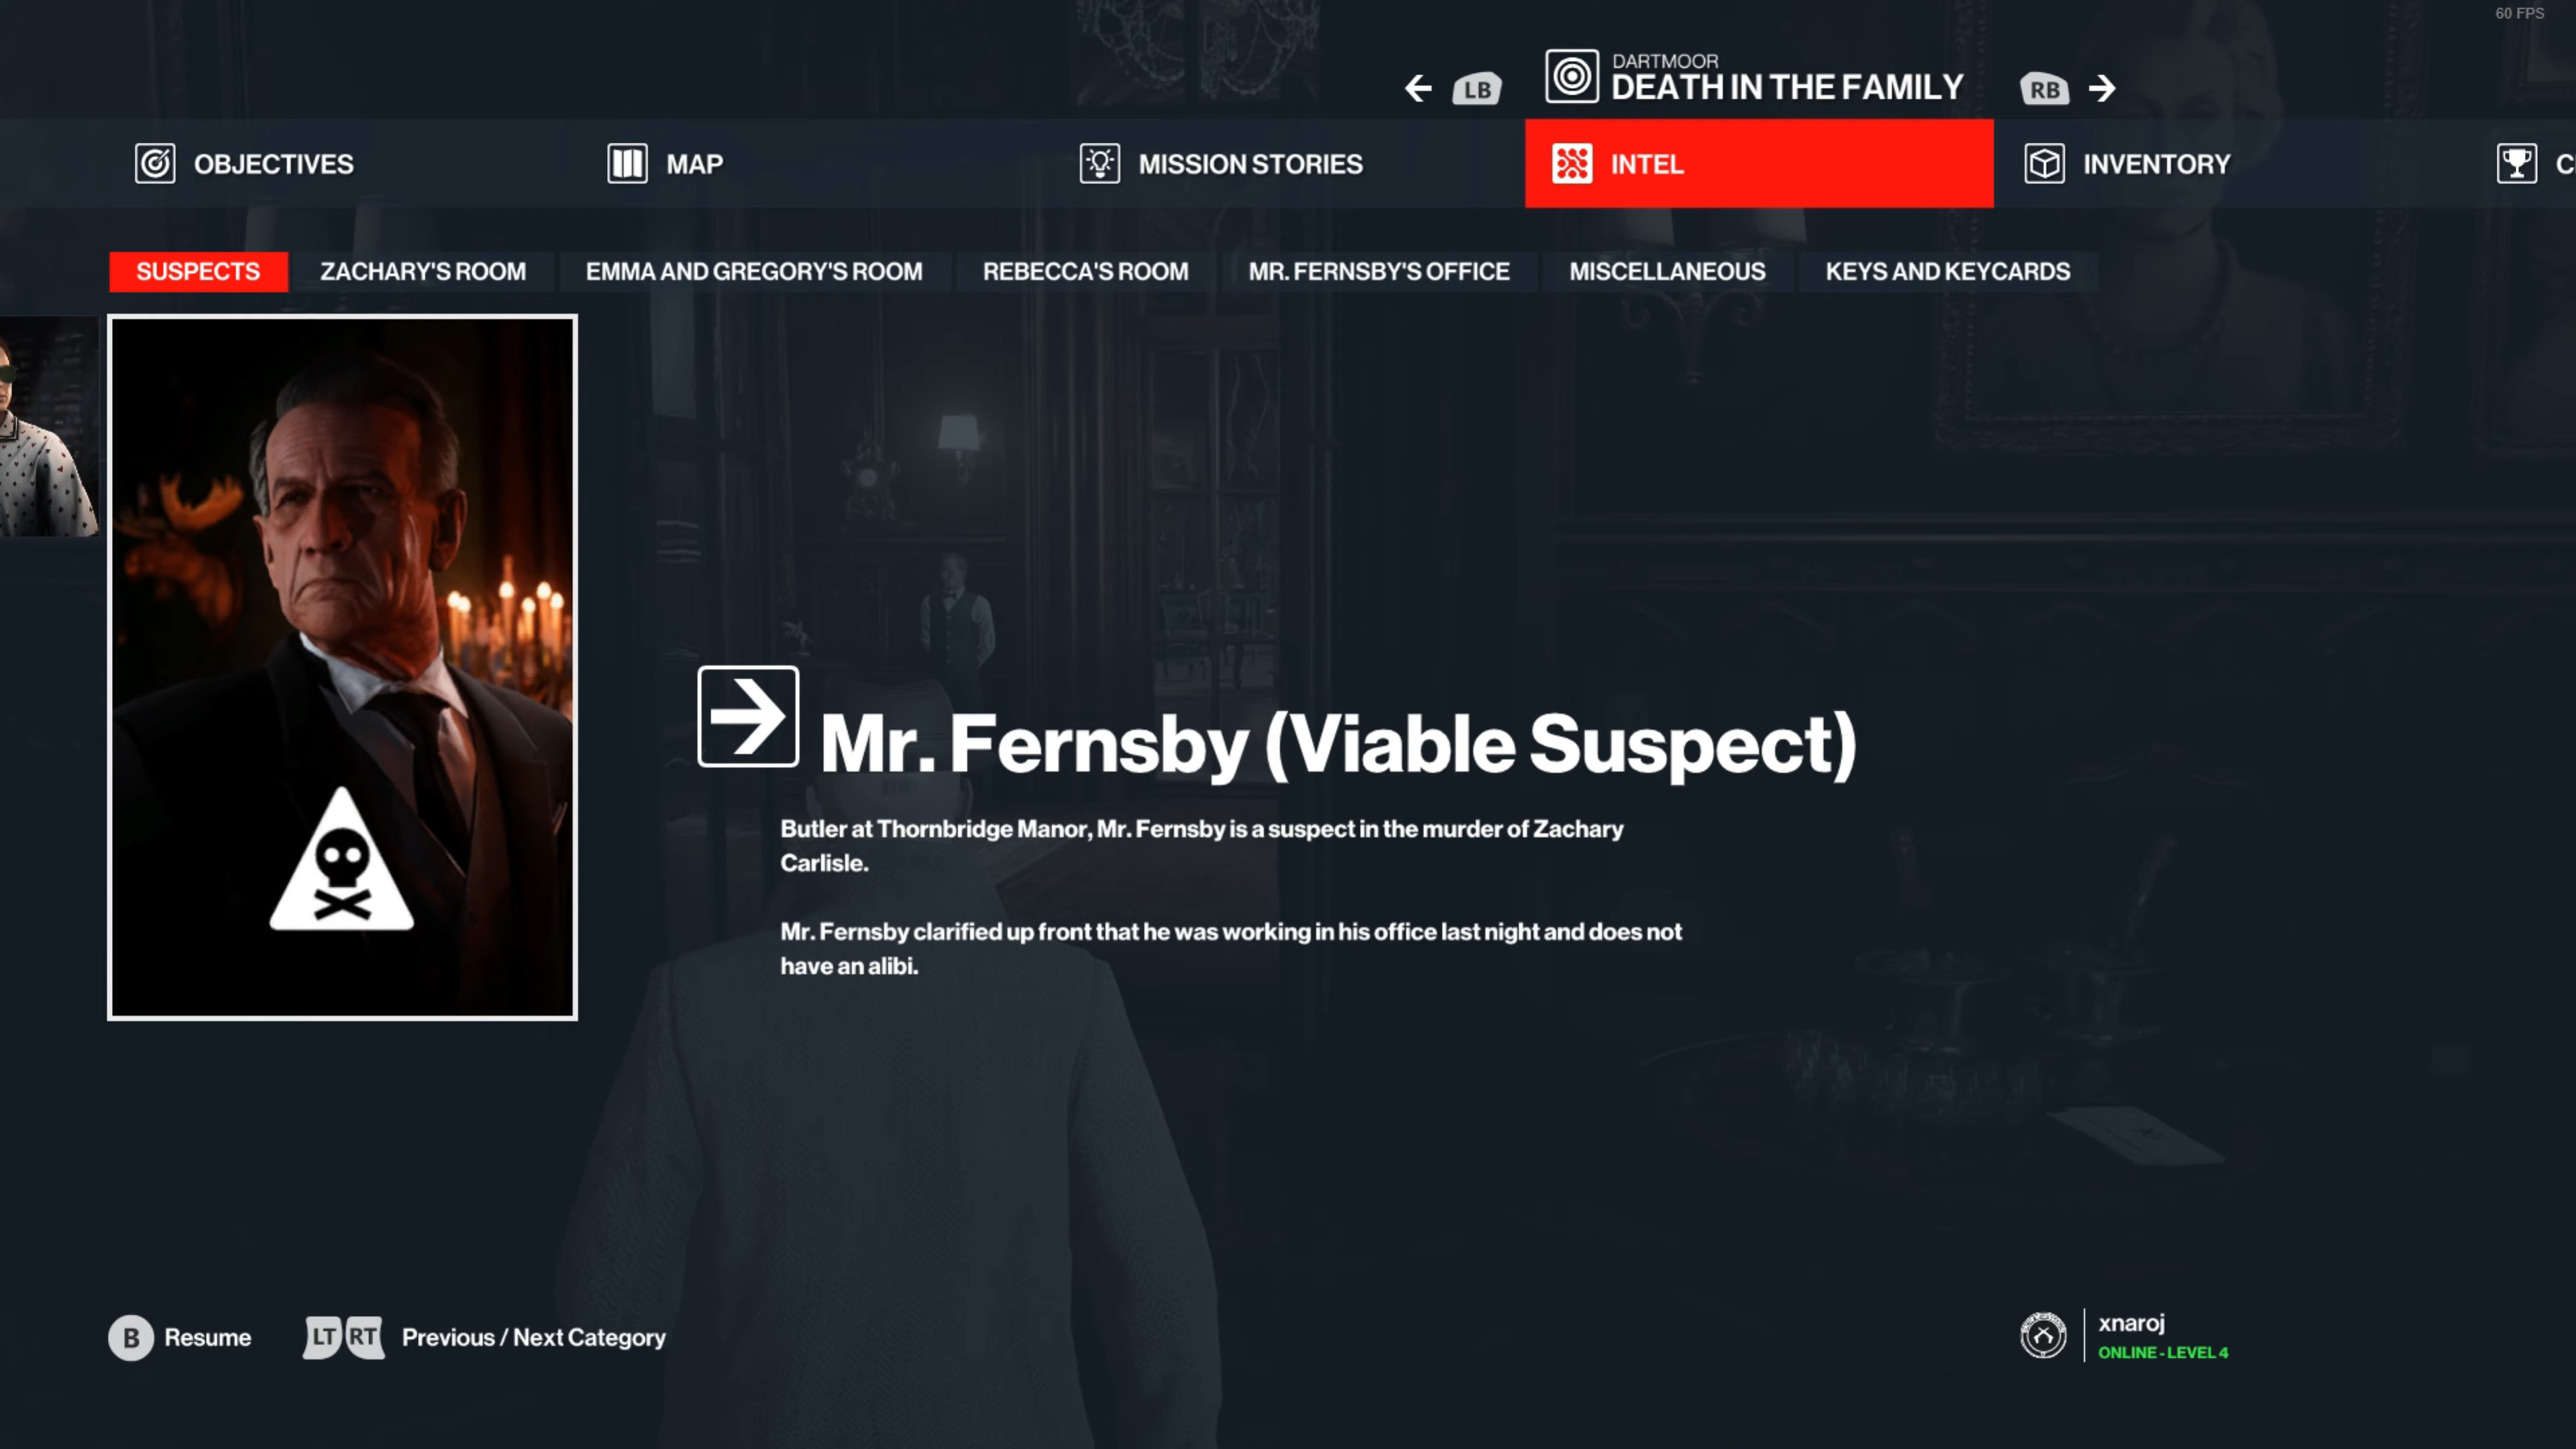 60 FPS
DARTMOOR
LB
DEATH IN THE FAMILY
RB
OBJECTIVES
MAP
MISSION STORIES
INTEL
INVENTORY
SUSPECTS
ZACHARY'S ROOM
EMMA AND GREGORY'S ROOM
REBECCA'S ROOM
MR. FERNSBY'S OFFICE
MISCELLANEOUS
KEYS AND KEYCARDS
Mr. Fernsby (Viable Suspect)
Butler at Thornbridge Manor, Mr. Fernsby is a suspect in the murder of Zachary
Carlisle.
Mr. Fernsby clarified up front that he was working in his office last night and does not
have an alibi.
B Resume
LT RT Previous / Next Category
xnaroj
ONLINE - LEVEL 4